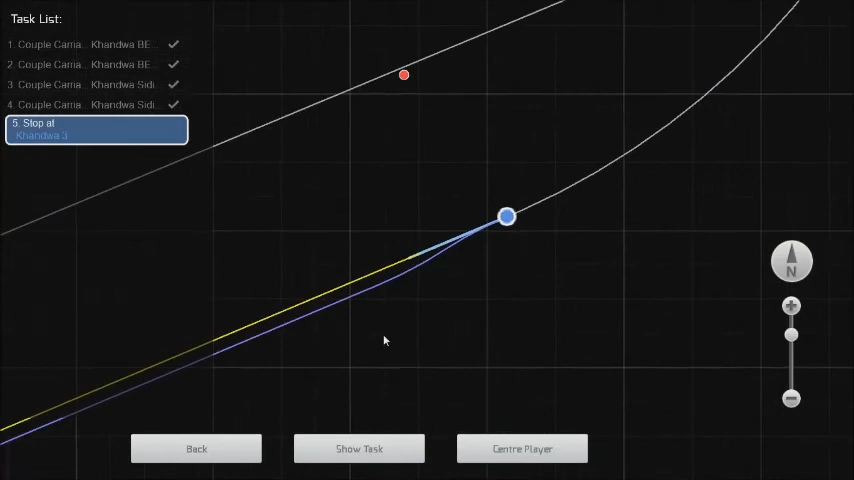 Task List:
1. Couple Carria... Khandwa BE...
2. Couple Carria... Khandwa BE...
3. Couple Carria... Khandwa Sidi...
4. Couple Carria... Khandwa Sidi...
5. Stop at
Khandwa 3
N
Back
Show Task
Centre Player